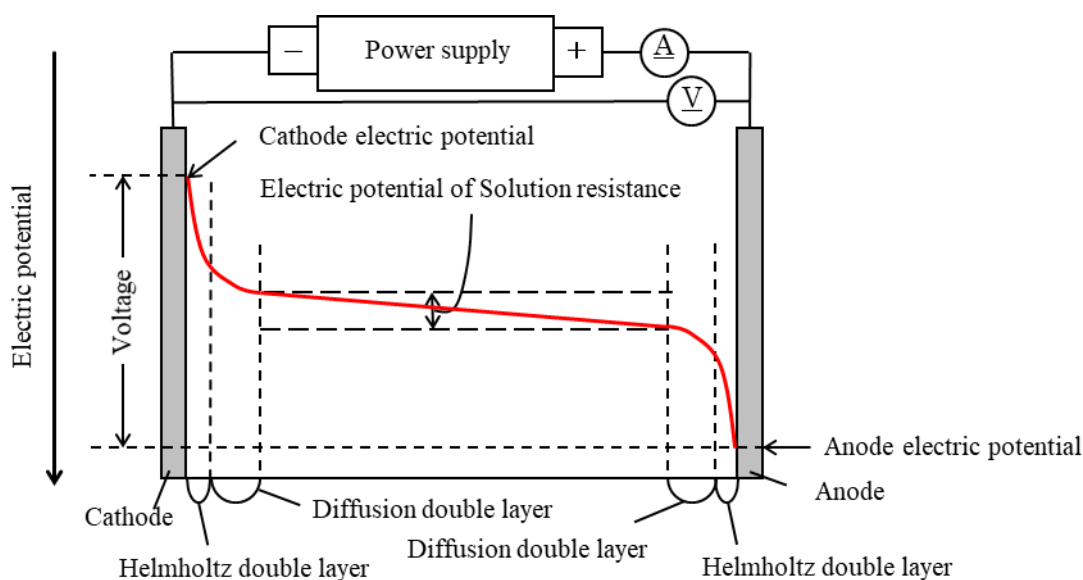 − Power supply + A
V
Cathode electric potential
Electric potential of Solution resistance
Electric potential
Voltage
Anode electric potential
Cathode
Diffusion double layer
Anode
Diffusion double layer
Helmholtz double layer
Helmholtz double layer